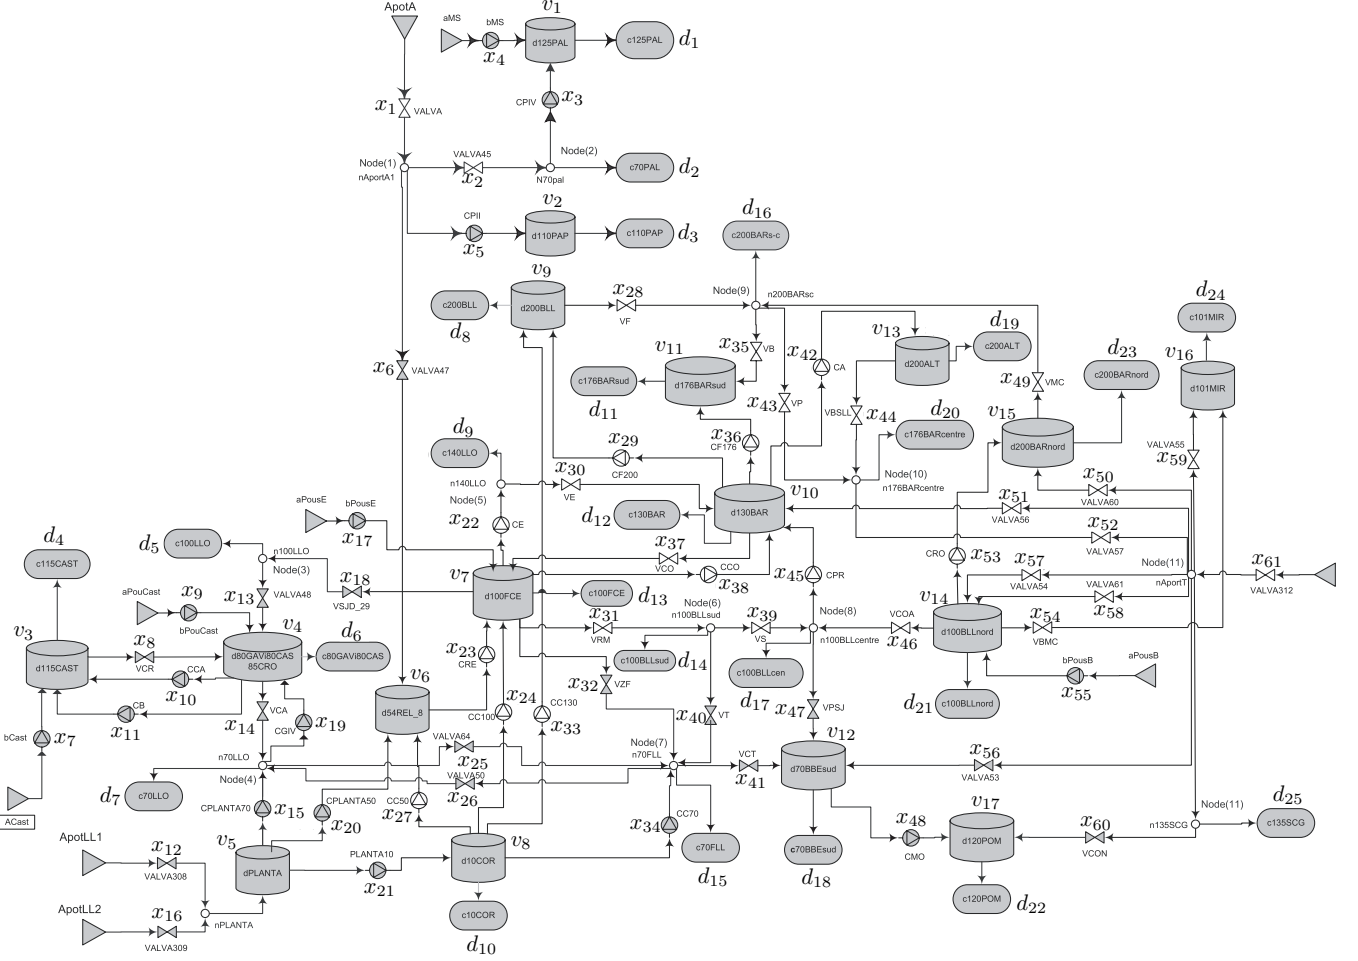 ApotA
aMS
bMS
x4
v1
d125PAL
c125PAL
d1
x1
VALVA
CPIV
x3
Node(1)
nAportA1
VALVA45
x2
Node(2)
N70pal
c70PAL
d2
CPII
x5
v2
d110PAP
c110PAP
d3
d16
c200BARs-c
v9
d200BLL
c200BLL
d8
x28
VF
Node(9)
n200BARsc
d24
c101MIR
x6
VALVA47
x35
VB
v11
d176BARsud
c176BARsud
d11
x42
CA
v13
d200ALT
d19
c200ALT
x43
VP
VBSLL
x44
x49
VMC
d23
c200BARnord
v16
d101MIR
d9
c140LLO
x29
CF200
x36
CF176
d20
c176BARcentre
v15
d200BARnord
VALVA55
x59
n140LLO
Node(5)
x30
VE
v10
d130BAR
Node(10)
n176BARcentre
x50
VALVA60
x51
VALVA56
aPousE
bPousE
x17
x22
CE
d12
c130BAR
x52
VALVA57
d4
c115CAST
d5
c100LLO
n100LLO
Node(3)
x37
VCO
CCO
x38
x45
CPR
CRO
x53
x57
VALVA54
Node(11)
nAportT
x61
VALVA312
v7
d100FCE
c100FCE
d13
x18
VSJD_29
x13
VALVA48
aPouCast
x9
bPouCast
VALVA61
x58
v14
d100BLLnord
v3
d115CAST
x8
VCR
v4
d80GAVi80CAS
85CRO
d6
c80GAVi80CAS
x31
VRM
Node(6)
n100BLLsud
x39
VS
Node(8)
n100BLLcentre
VCOA
x46
x54
VBMC
CCA
x10
x23
CRE
c100BLLsud
d14
c100BLLcen
d17
bPousB
x55
aPousB
CB
x11
x14
VCA
CGIV
x19
v6
d54REL_8
x32
VZF
x24
CC100
CC130
x33
x40
VT
x47
VPSJ
d21
c100BLLnord
bCast
x7
n70LLO
Node(4)
VALVA64
x25
VALVA50
x26
Node(7)
n70FLL
VCT
x41
v12
d70BBEsud
x56
VALVA53
d7
c70LLO
CPLANTA70
x15
CPLANTA50
x20
CC50
x27
CC70
x34
v17
d120POM
x48
CMO
Node(11)
n135SCG
x60
VCON
d25
c135SCG
ACast
ApotLL1
x12
VALVA308
v5
dPLANTA
PLANTA10
x21
v8
d10COR
c70FLL
d15
c70BBEsud
d18
c120POM
d22
ApotLL2
x16
VALVA309
nPLANTA
c10COR
d10